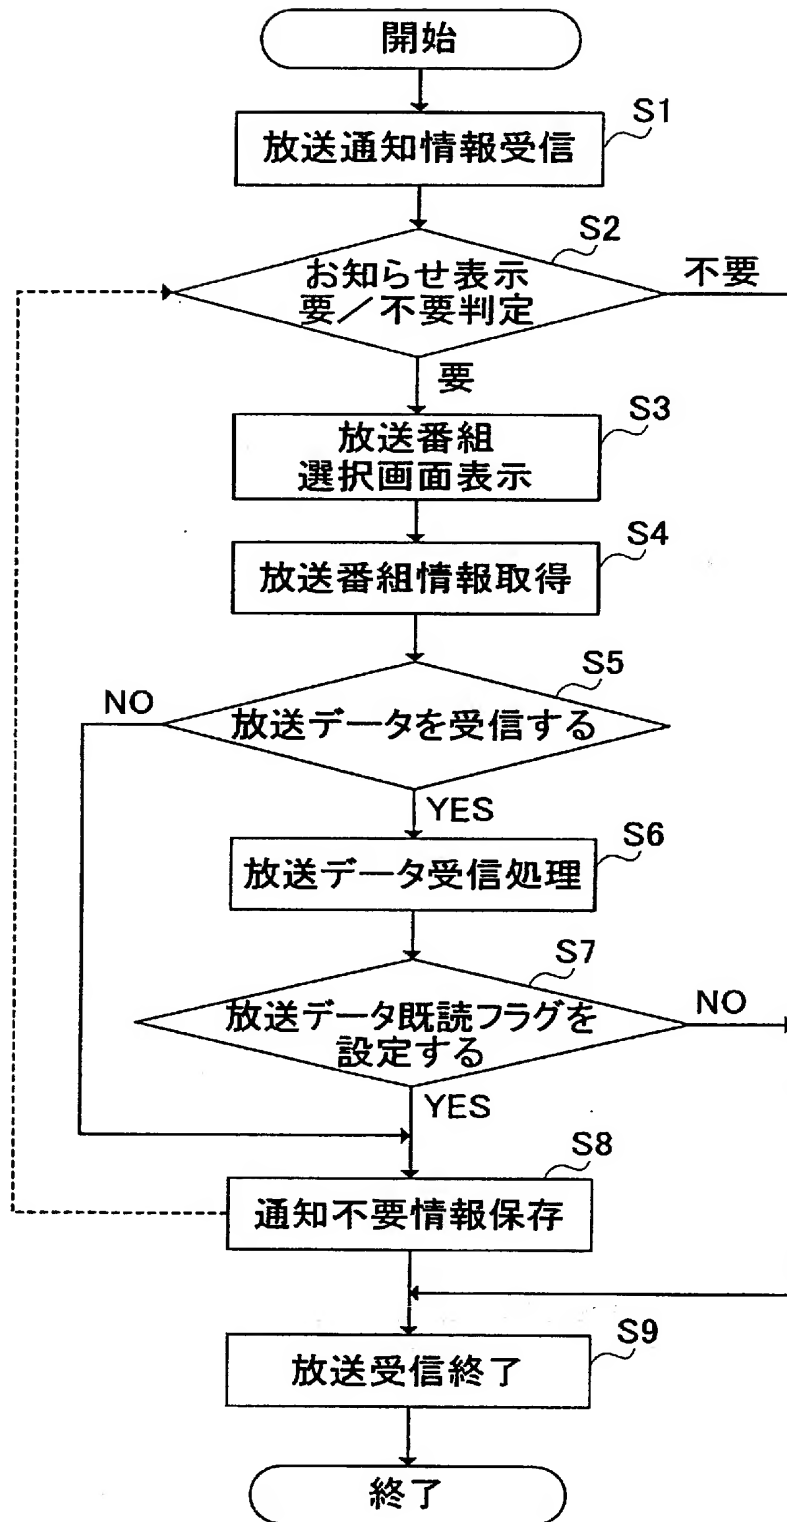 開始
S1
放送通知情報受信
S2
お知らせ表示
要／不要判定
不要
要
S3
放送番組
選択画面表示
S4
放送番組情報取得
S5
NO
放送データを受信する
YES
S6
放送データ受信処理
S7
放送データ既読フラグを
設定する
NO
YES
S8
通知不要情報保存
S9
放送受信終了
終了